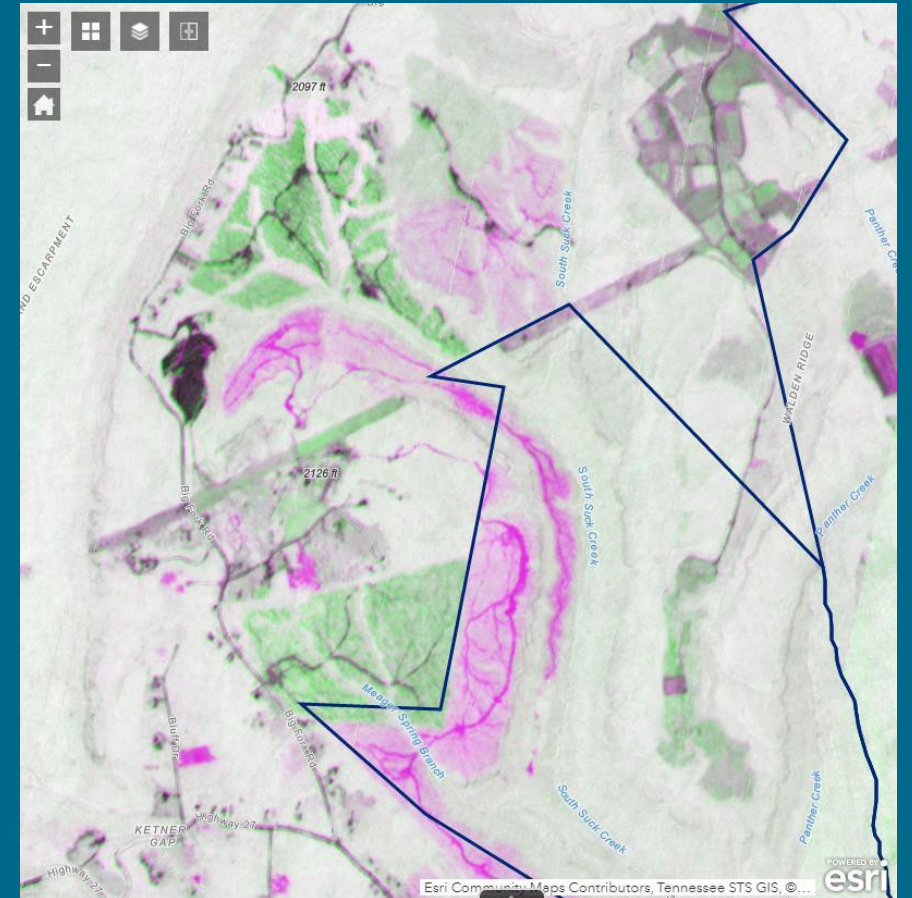 2097 ft
Big Fork Rd
South Suck Creek
Panther Cre
ND ESCARPMENT
WALDEN RIDGE
2126 ft
Big Fork Rd
South Suck Creek
Panther Creek
Meager Spring Branch
Big Fork Rd
Bluff Dr
South Suck Creek
Panther Creek
KETNER
GAP
Highway 27
Highway 27
POWERED BY
esri
Esri Community Maps Contributors, Tennessee STS GIS, ©...